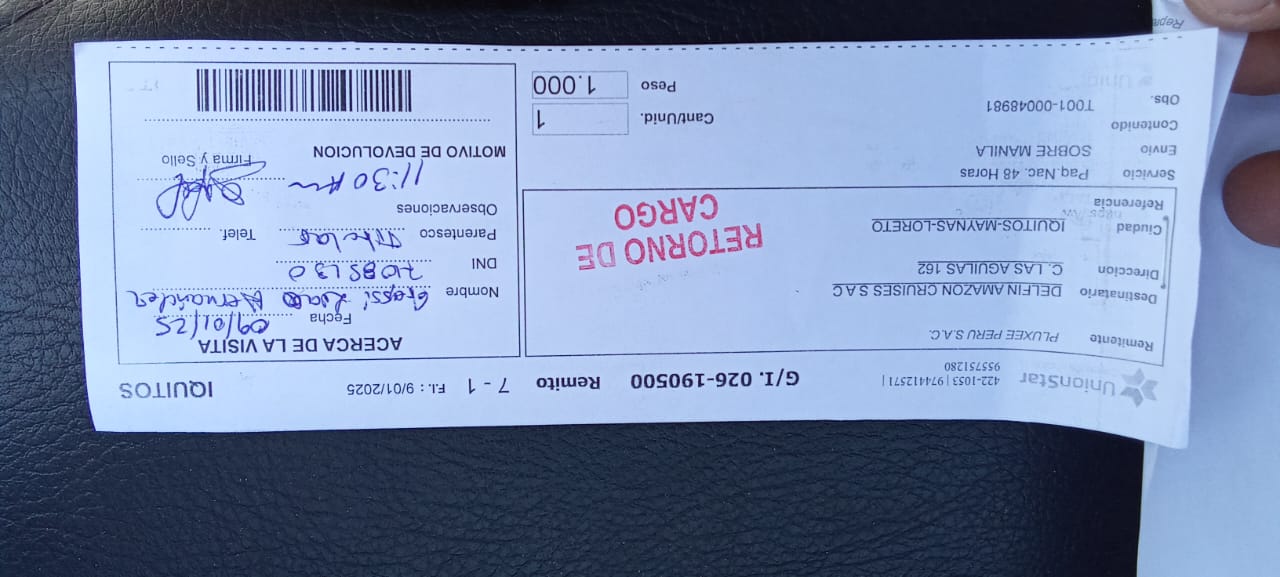 UnionStar
422-1053 | 974412571 |
955751280
G/I. 026-190500 Remito 7 - 1 F.I. : 9/01/2025 IQUITOS
Remitente PLUXEE PERU S.A.C.
Destinatario DELFIN AMAZON CRUISES S A C
Direccion C. LAS AGUILAS 162
Ciudad IQUITOS-MAYNAS-LORETO
Referencia
RETORNO DE
CARGO
Servicio Paq.Nac. 48 Horas
Envio SOBRE MANILA
Contenido
Obs. T001-00048981
Cant/Unid. 1
Peso 1.000
ACERCA DE LA VISITA
Fecha 09/01/25
Nombre Hernandez
DNI
Parentesco Titular Telef.
Observaciones
11:30 Am
Firma y Sello
MOTIVO DE DEVOLUCION